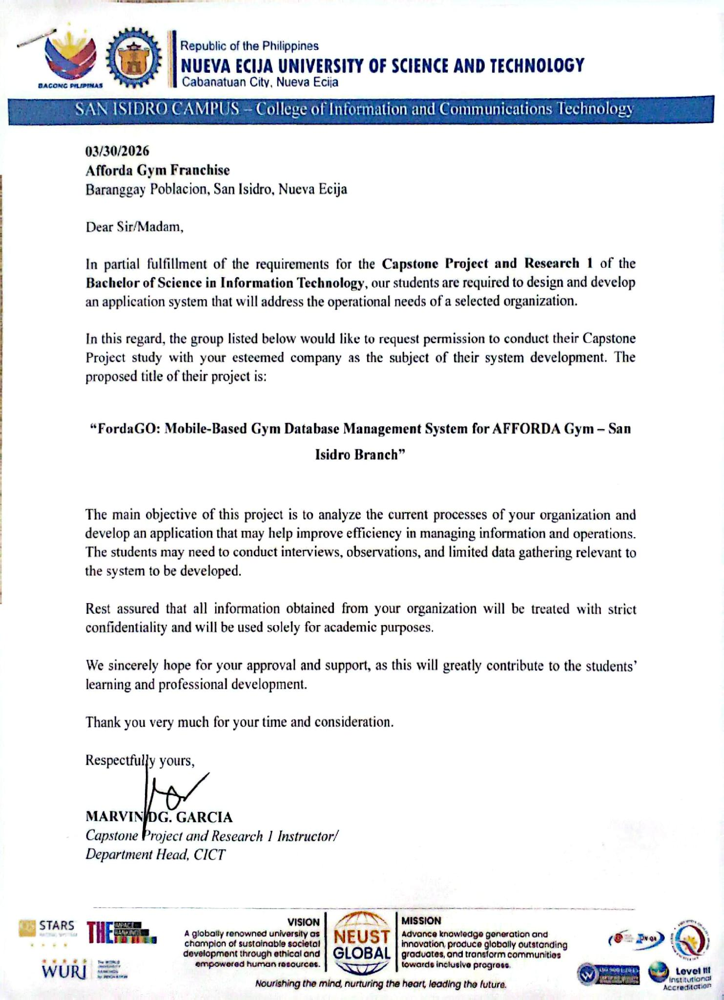 BAGONG PILIPINAS
Republic of the Philippines
NUEVA ECIJA UNIVERSITY OF SCIENCE AND TECHNOLOGY
Cabanatuan City, Nueva Ecija
SAN ISIDRO CAMPUS – College of Information and Communications Technology
03/30/2026
Afforda Gym Franchise
Baranggay Poblacion, San Isidro, Nueva Ecija
Dear Sir/Madam,
In partial fulfillment of the requirements for the Capstone Project and Research 1 of the
Bachelor of Science in Information Technology, our students are required to design and develop
an application system that will address the operational needs of a selected organization.
In this regard, the group listed below would like to request permission to conduct their Capstone
Project study with your esteemed company as the subject of their system development. The
proposed title of their project is:
“FordaGO: Mobile-Based Gym Database Management System for AFFORDA Gym – San
Isidro Branch”
The main objective of this project is to analyze the current processes of your organization and
develop an application that may help improve efficiency in managing information and operations.
The students may need to conduct interviews, observations, and limited data gathering relevant to
the system to be developed.
Rest assured that all information obtained from your organization will be treated with strict
confidentiality and will be used solely for academic purposes.
We sincerely hope for your approval and support, as this will greatly contribute to the students’
learning and professional development.
Thank you very much for your time and consideration.
Respectfully yours,
MARVIN DG. GARCIA
Capstone Project and Research 1 Instructor/
Department Head, CICT
STARS
THE IMPACT RANKINGS
WURI
VISION
A globally renowned university as
champion of sustainable societal
development through ethical and
empowered human resources.
NEUST
GLOBAL
MISSION
Advance knowledge generation and
innovation, produce globally outstanding
graduates, and transform communities
towards inclusive progress.
Nourishing the mind, nurturing the heart, leading the future.
Level III
Institutional
Accreditation